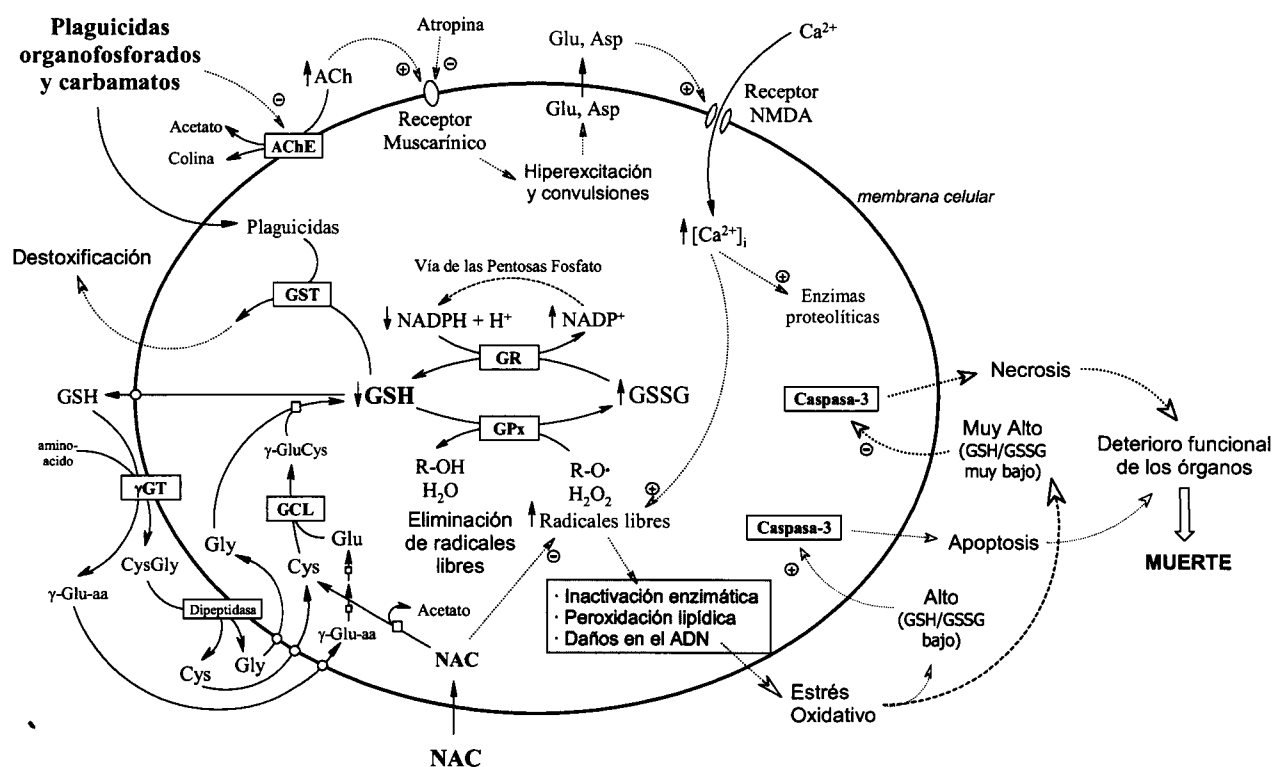 Plaguicidas
organofosforados
y carbamatos
ACh
Atropina
Glu, Asp
Ca²⁺
⊕
⊖
⊖
⊕
Glu, Asp
Receptor
NMDA
Acetato
Colina
AChE
Receptor
Muscarínico
Hiperexcitación
y convulsiones
membrana celular
Plaguicidas
[Ca²⁺]ᵢ
Destoxificación
GST
Vía de las Pentosas Fosfato
⊕
Enzimas
proteolíticas
NADPH + H⁺
NADP⁺
GR
GSH
GSH
GSSG
GPx
Caspasa-3
Necrosis
γ-GluCys
amino-
acido
γGT
R-OH
H₂O
R-O•
H₂O₂
⊕
Radicales libres
⊖
Eliminación
de radicales
libres
GCL
Muy Alto
(GSH/GSSG
muy bajo)
⊖
Deterioro funcional
de los órganos
MUERTE
Caspasa-3
Apoptosis
⊕
Gly
Glu
Cys
CysGly
γ-Glu-aa
Dipeptidasa
Acetato
γ-Glu-aa
Cys
Gly
NAC
· Inactivación enzimática
· Peroxidación lipídica
· Daños en el ADN
Alto
(GSH/GSSG
bajo)
Estrés
Oxidativo
NAC